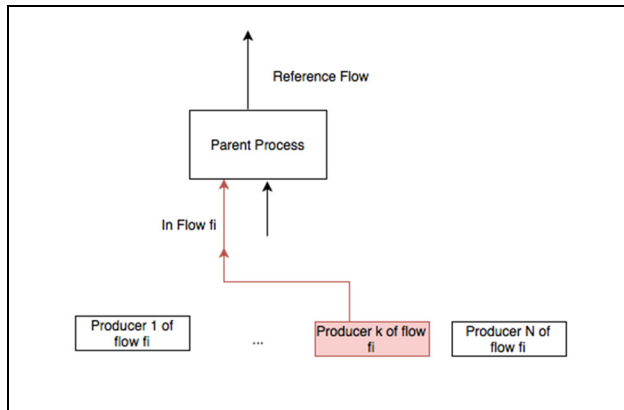 Reference Flow
Parent Process
In Flow fi
Producer 1 of
flow fi
...
Producer k of flow
fi
Producer N of
flow fi